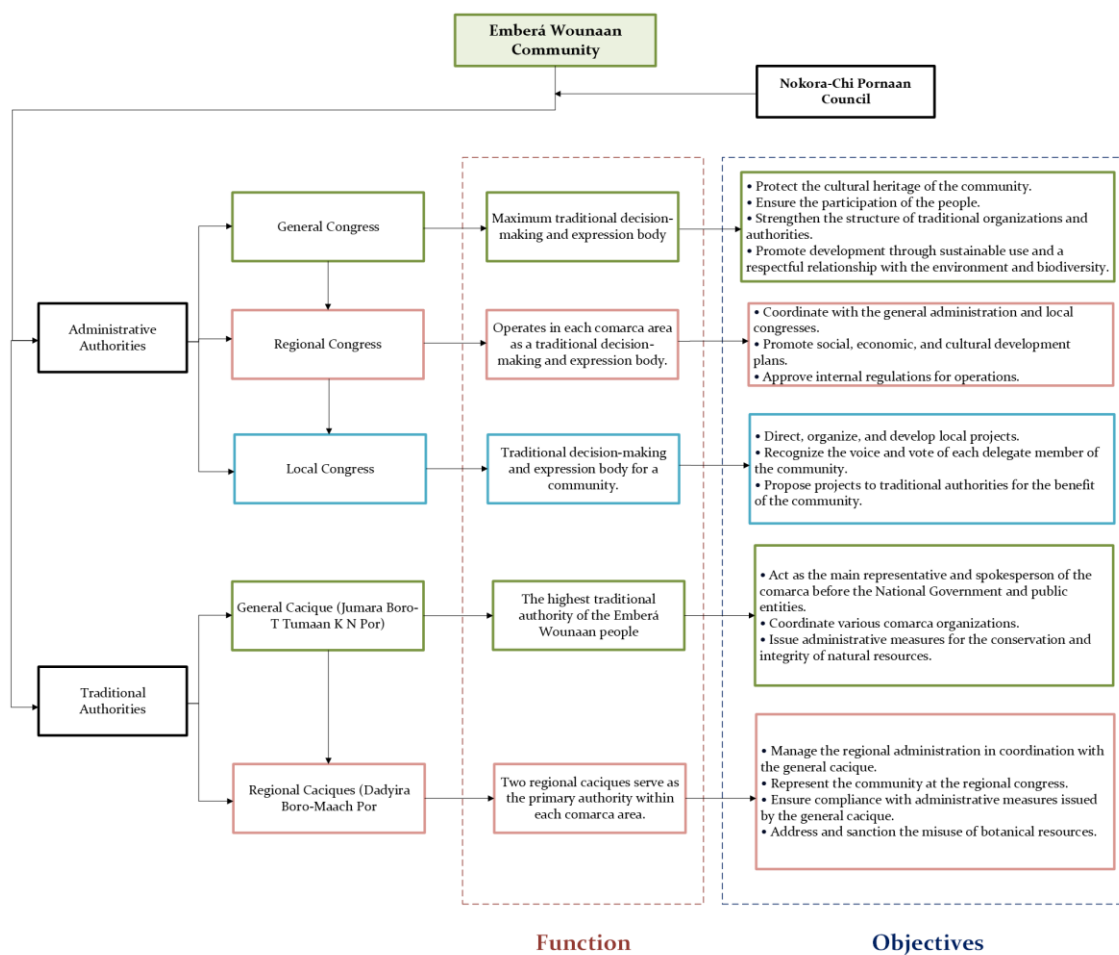 Emberá Wounaan
Community
Nokora-Chi Pornaan
Council
Administrative
Authorities
General Congress
Maximum traditional decision-
making and expression body
• Protect the cultural heritage of the community.
• Ensure the participation of the people.
• Strengthen the structure of traditional organizations and
authorities.
• Promote development through sustainable use and a
respectful relationship with the environment and biodiversity.
Regional Congress
Operates in each comarca area
as a traditional decision-
making and expression body.
• Coordinate with the general administration and local
congresses.
• Promote social, economic, and cultural development
plans.
• Approve internal regulations for operations.
Local Congress
Traditional decision-making
and expression body for a
community.
• Direct, organize, and develop local projects.
• Recognize the voice and vote of each delegate member of
the community.
• Propose projects to traditional authorities for the benefit
of the community.
Traditional
Authorities
General Cacique (Jumara Boro-
T Tumaan K N Por)
The highest traditional
authority of the Emberá
Wounaan people
• Act as the main representative and spokesperson of the
comarca before the National Government and public
entities.
• Coordinate various comarca organizations.
• Issue administrative measures for the conservation and
integrity of natural resources.
Regional Caciques (Dadyira
Boro-Maach Por
Two regional caciques serve as
the primary authority within
each comarca area.
• Manage the regional administration in coordination with
the general cacique.
• Represent the community at the regional congress.
• Ensure compliance with administrative measures issued
by the general cacique.
• Address and sanction the misuse of botanical resources.
Function
Objectives